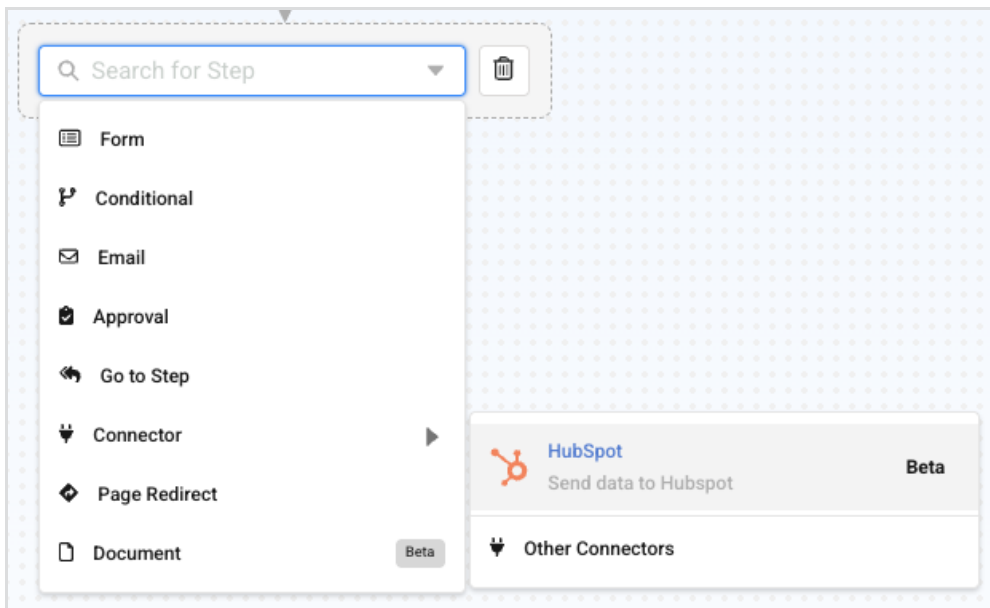 Search for Step
Form
Conditional
Email
Approval
Go to Step
Connector
Page Redirect
Document Beta
HubSpot
Send data to Hubspot
Beta
Other Connectors